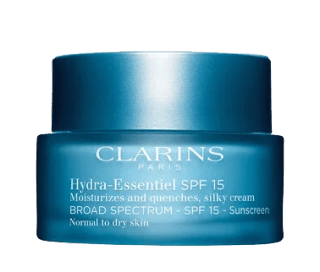 CLARINS
PARIS
Hydra-Essentiel SPF 15
Moisturizes and quenches, silky cream
BROAD SPECTRUM - SPF 15 - Sunscreen
Normal to dry skin